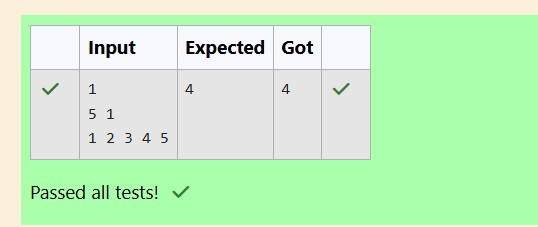 Input Expected Got
1 4 4
5 1
1 2 3 4 5
Passed all tests!